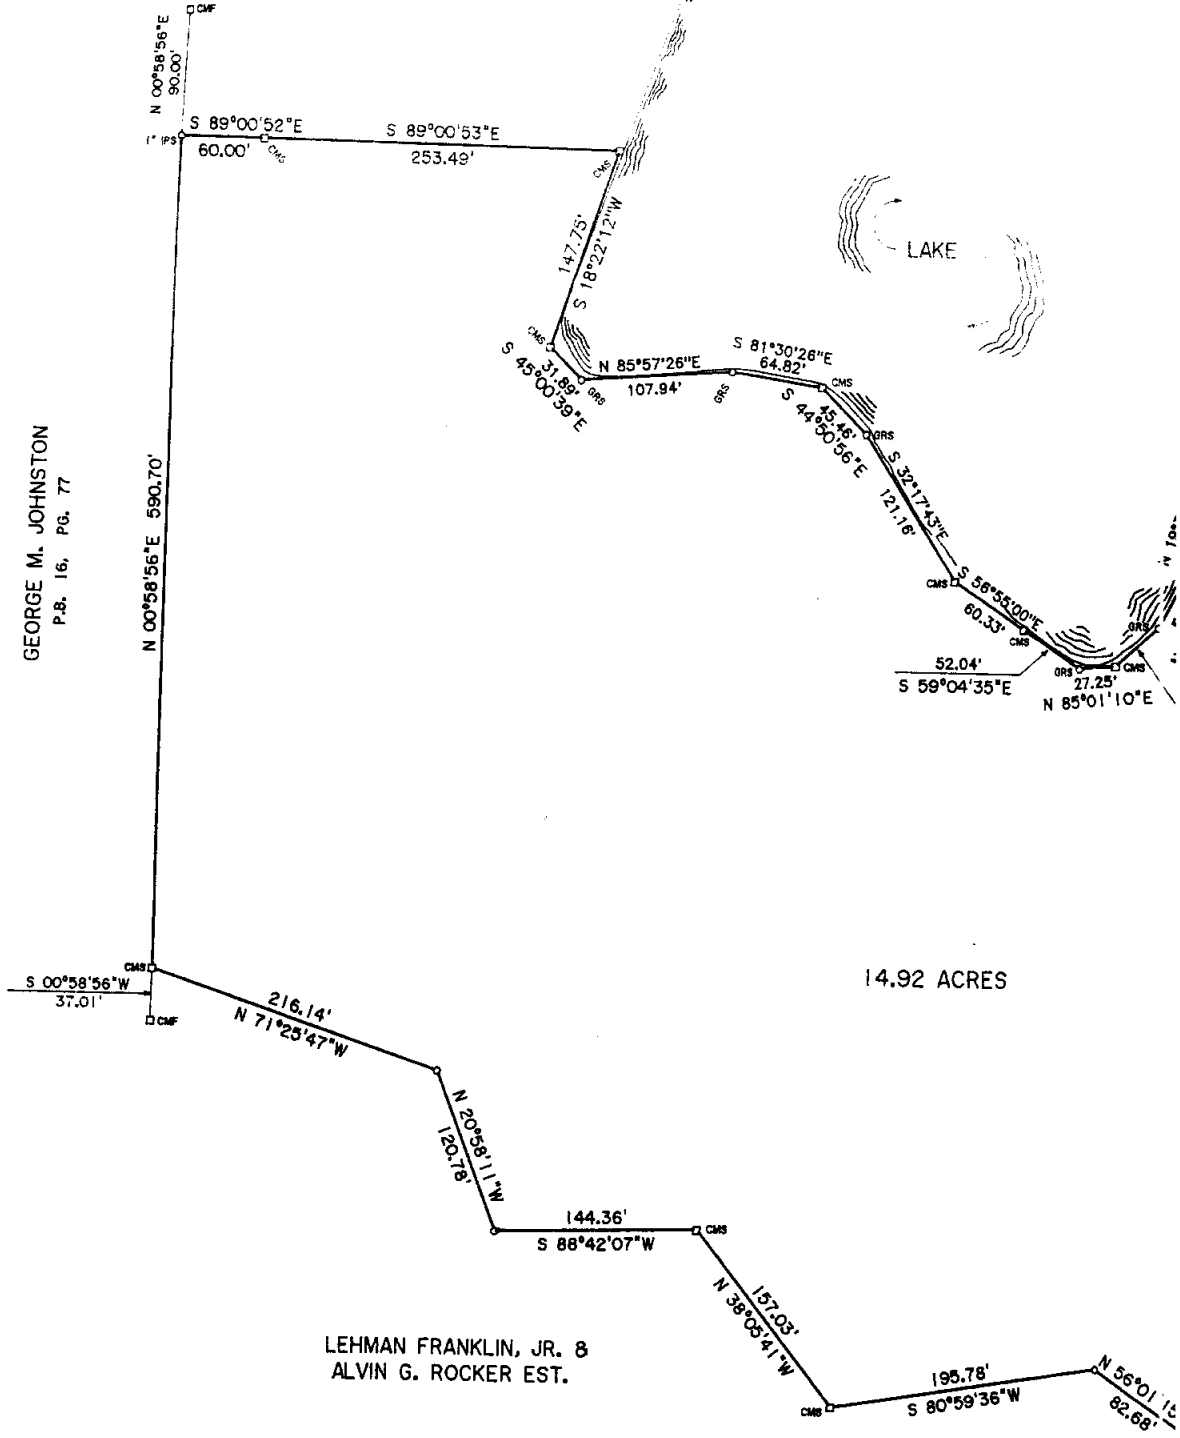 CMF
N 00°58'56"E
90.00'
1" IPS
S 89°00'52"E
60.00'
CMS
S 89°00'53"E
253.49'
CMS
147.75'
S 18°22'12"W
LAKE
CMS
31.89'
S 45°00'39"E
GRS
N 85°57'26"E
107.94'
GRS
S 81°30'26"E
64.82'
CMS
45.46'
S 44°50'56"E
GRS
S 32°17'43"E
121.16'
GEORGE M. JOHNSTON
P.B. 16, PG. 77
N 00°58'56"E 590.70'
CMS
S 56°55'00"E
60.33'
CMS
52.04'
S 59°04'35"E
GRS
27.25'
N 85°01'10"E
CMS
GRS
CMS
S 00°58'56"W
37.01'
CMF
14.92 ACRES
216.14'
N 71°25'47"W
N 20°58'11"W
120.78'
144.36'
S 88°42'07"W
CMS
157.03'
N 38°05'41"W
LEHMAN FRANKLIN, JR. &
ALVIN G. ROCKER EST.
CMS
195.78'
S 80°59'36"W
N 56°01'15
82.68'